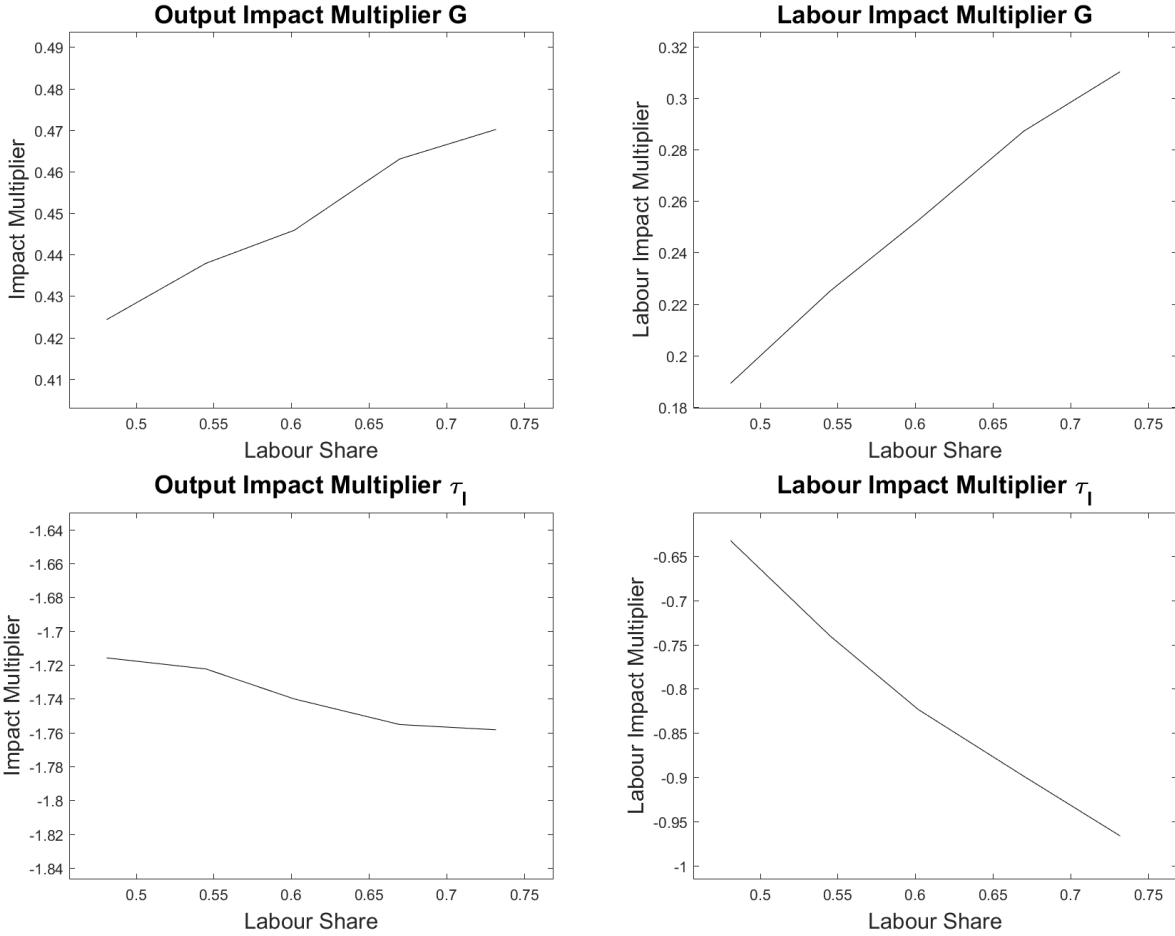 Output Impact Multiplier G
Impact Multiplier
0.49
0.48
0.47
0.46
0.45
0.44
0.43
0.42
0.41
0.5 0.55 0.6 0.65 0.7 0.75
Labour Share
Labour Impact Multiplier G
Labour Impact Multiplier
0.32
0.3
0.28
0.26
0.24
0.22
0.2
0.18
0.5 0.55 0.6 0.65 0.7 0.75
Labour Share
Output Impact Multiplier τ_l
Impact Multiplier
-1.64
-1.66
-1.68
-1.7
-1.72
-1.74
-1.76
-1.78
-1.8
-1.82
-1.84
0.5 0.55 0.6 0.65 0.7 0.75
Labour Share
Labour Impact Multiplier τ_l
Labour Impact Multiplier
-0.65
-0.7
-0.75
-0.8
-0.85
-0.9
-0.95
-1
0.5 0.55 0.6 0.65 0.7 0.75
Labour Share